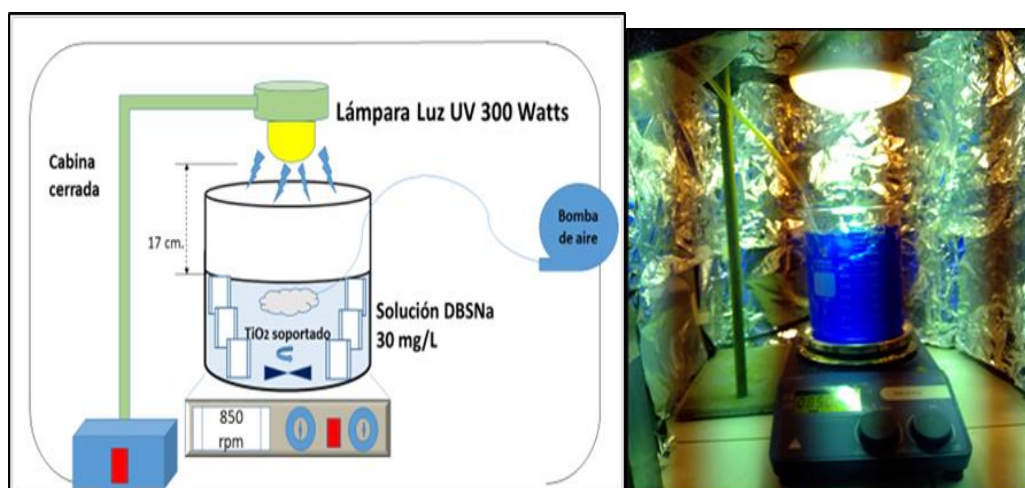 Lámpara Luz UV 300 Watts
Cabina
cerrada
17 cm.
Bomba
de aire
TiO2 soportado
Solución DBSNa
30 mg/L
850
rpm